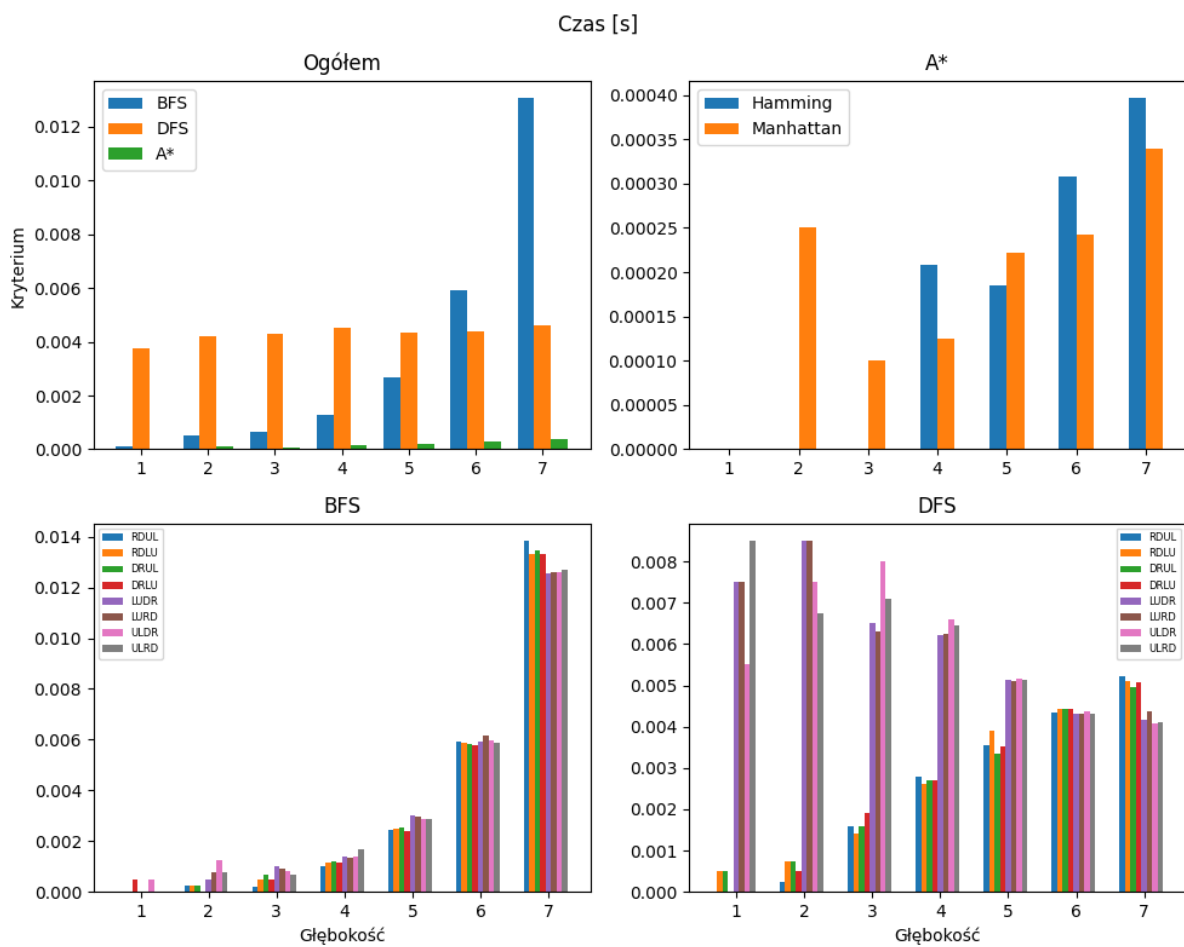 Czas [s]
Ogółem
BFS
DFS
A*
Kryterium
0.012
0.010
0.008
0.006
0.004
0.002
0.000
1 2 3 4 5 6 7
A*
Hamming
Manhattan
0.00040
0.00035
0.00030
0.00025
0.00020
0.00015
0.00010
0.00005
0.00000
1 2 3 4 5 6 7
BFS
RDUL
RDLU
DRUL
DRLU
LUDR
LURD
ULDR
ULRD
0.014
0.012
0.010
0.008
0.006
0.004
0.002
0.000
1 2 3 4 5 6 7
Głębokość
DFS
RDUL
RDLU
DRUL
DRLU
LUDR
LURD
ULDR
ULRD
0.008
0.007
0.006
0.005
0.004
0.003
0.002
0.001
0.000
1 2 3 4 5 6 7
Głębokość